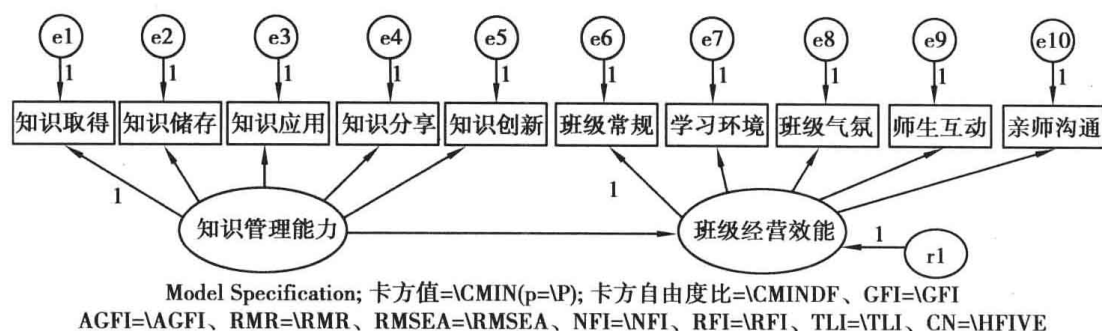 e1 e2 e3 e4 e5 e6 e7 e8 e9 e10
1 1 1 1 1 1 1 1 1 1
知识取得 知识储存 知识应用 知识分享 知识创新 班级常规 学习环境 班级气氛 师生互动 亲师沟通
1 1
知识管理能力 班级经营效能 1 r1
Model Specification; 卡方值=\CMIN(p=\P); 卡方自由度比=\CMINDF、GFI=\GFI
AGFI=\AGFI、RMR=\RMR、RMSEA=\RMSEA、NFI=\NFI、RFI=\RFI、TLI=\TLI、CN=\HFIVE